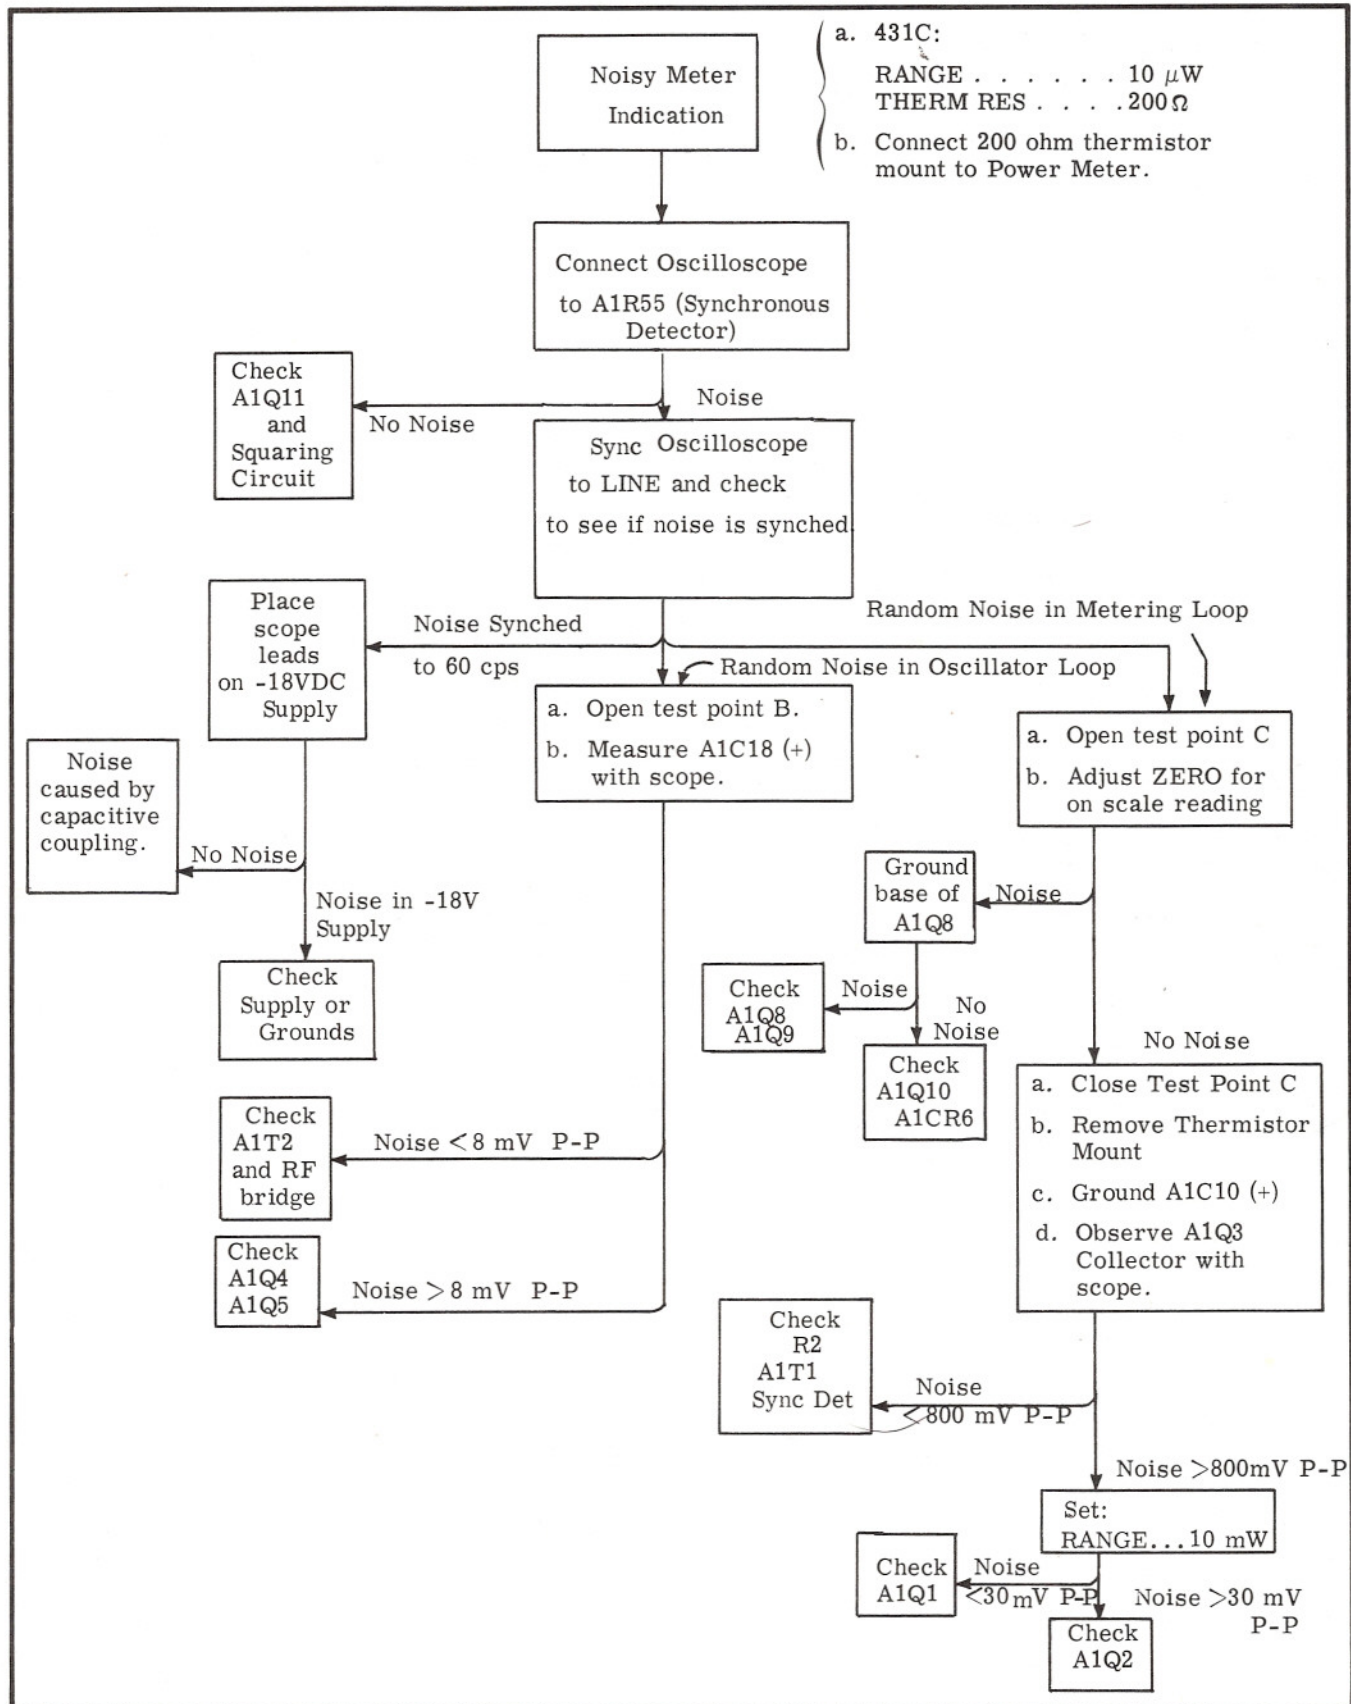 Noisy Meter
Indication
a. 431C:
RANGE . . . . . . 10 μW
THERM RES . . . . 200Ω
b. Connect 200 ohm thermistor
mount to Power Meter.
Connect Oscilloscope
to A1R55 (Synchronous
Detector)
Check
A1Q11
and
Squaring
Circuit
No Noise
Noise
Sync Oscilloscope
to LINE and check
to see if noise is synched.
Place
scope
leads
on -18VDC
Supply
Noise Synched
to 60 cps
Random Noise in Metering Loop
Random Noise in Oscillator Loop
a. Open test point B.
b. Measure A1C18 (+)
with scope.
a. Open test point C
b. Adjust ZERO for
on scale reading
Noise
caused by
capacitive
coupling.
No Noise
Noise in -18V
Supply
Check
Supply or
Grounds
Ground
base of
A1Q8
Noise
Check
A1Q8
A1Q9
Noise
No
Noise
Check
A1Q10
A1CR6
No Noise
a. Close Test Point C
b. Remove Thermistor
Mount
c. Ground A1C10 (+)
d. Observe A1Q3
Collector with
scope.
Check
A1T2
and RF
bridge
Noise <8 mV P-P
Check
A1Q4
A1Q5
Noise >8 mV P-P
Check
R2
A1T1
Sync Det
Noise
<800 mV P-P
Noise >800mV P-P
Set:
RANGE...10 mW
Check
A1Q1
Noise
<30 mV P-P
Noise >30 mV
P-P
Check
A1Q2